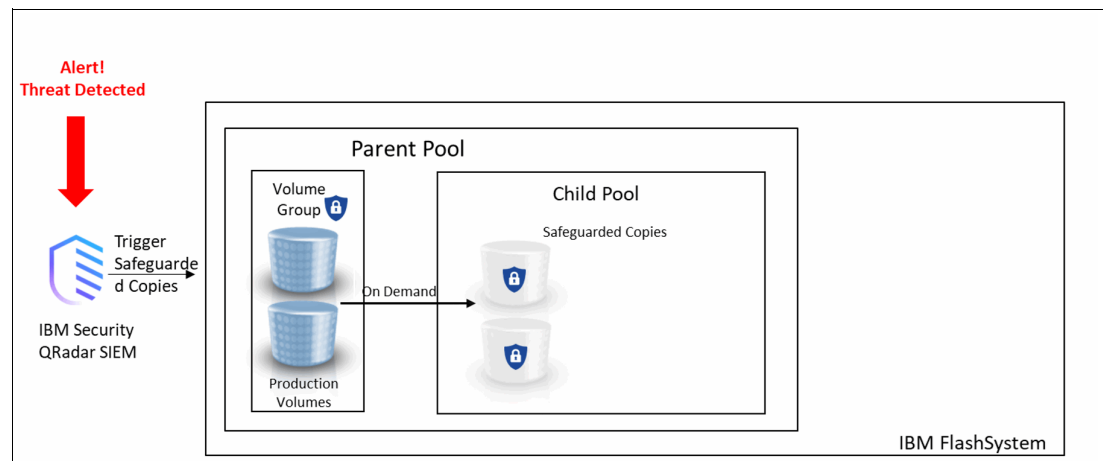 Alert!
Threat Detected
Parent Pool
Volume
Group
Child Pool
Safeguarded Copies
Trigger
Safeguarde
d Copies
On Demand
IBM Security
QRadar SIEM
Production
Volumes
IBM FlashSystem